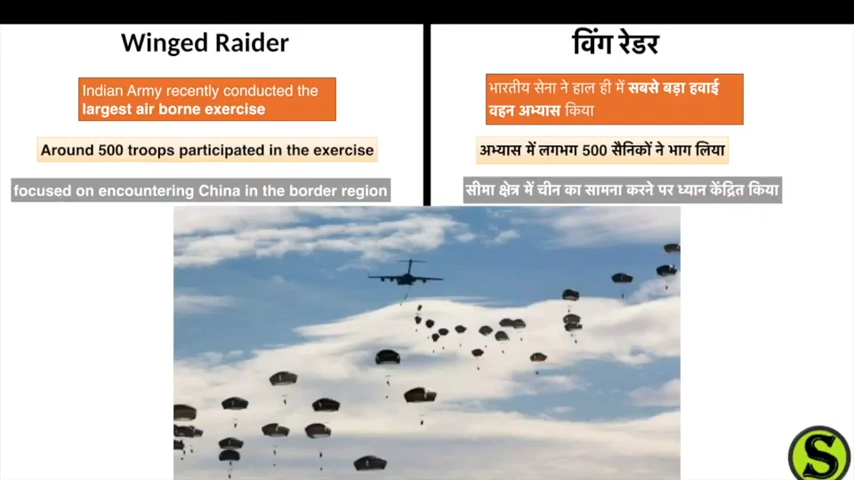 Winged Raider
Indian Army recently conducted the
largest air borne exercise
Around 500 troops participated in the exercise
focused on encountering China in the border region
विंग रेडर
भारतीय सेना ने हाल ही में सबसे बड़ा हवाई
वहन अभ्यास किया
अभ्यास में लगभग 500 सैनिकों ने भाग लिया
सीमा क्षेत्र में चीन का सामना करने पर ध्यान केंद्रित किया
S